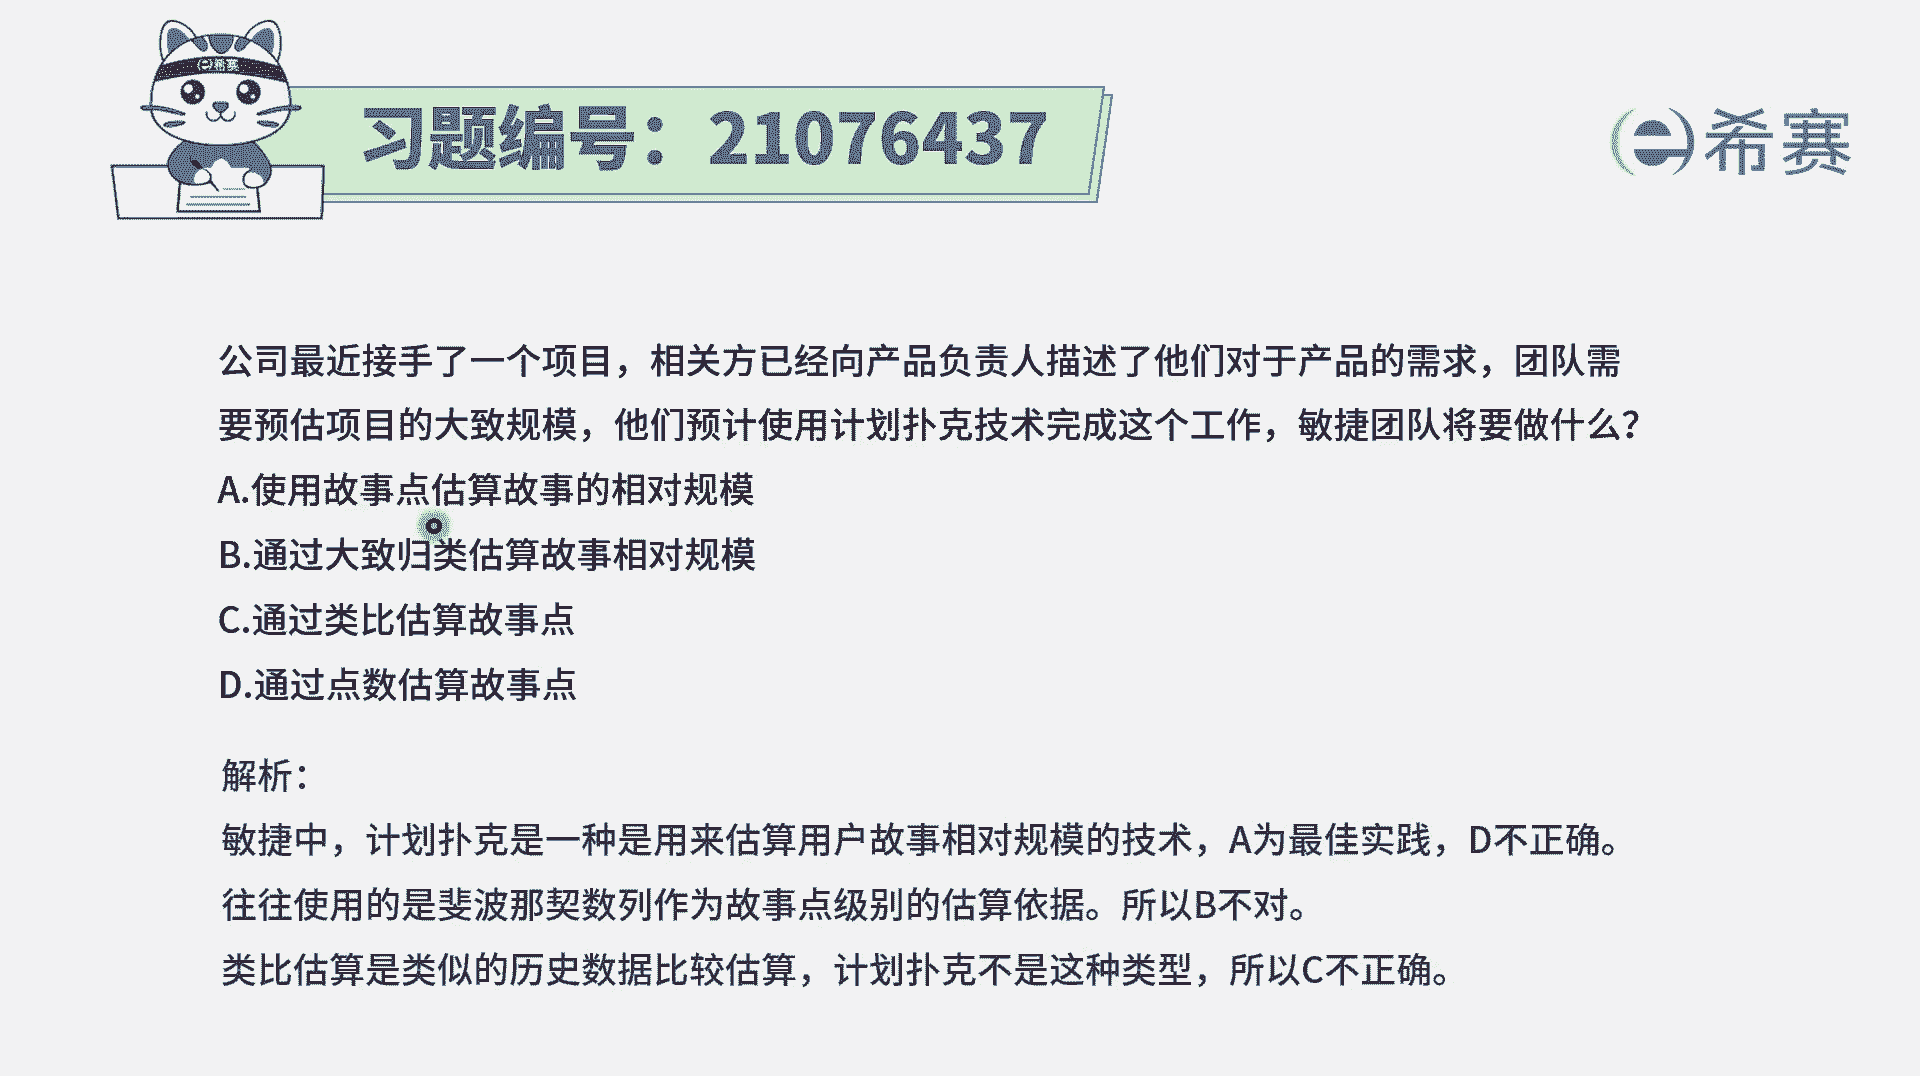 希赛
习题编号：21076437
希赛
公司最近接手了一个项目，相关方已经向产品负责人描述了他们对于产品的需求，团队需
要预估项目的大致规模，他们预计使用计划扑克技术完成这个工作，敏捷团队将要做什么？
A.使用故事点估算故事的相对规模
B.通过大致归类估算故事相对规模
C.通过类比估算故事点
D.通过点数估算故事点
解析：
敏捷中，计划扑克是一种是用来估算用户故事相对规模的技术，A为最佳实践，D不正确。
往往使用的是斐波那契数列作为故事点级别的估算依据。所以B不对。
类比估算是类似的历史数据比较估算，计划扑克不是这种类型，所以C不正确。